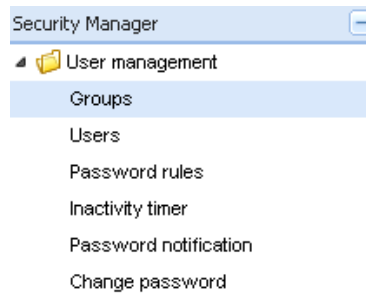 Security Manager
User management
Groups
Users
Password rules
Inactivity timer
Password notification
Change password